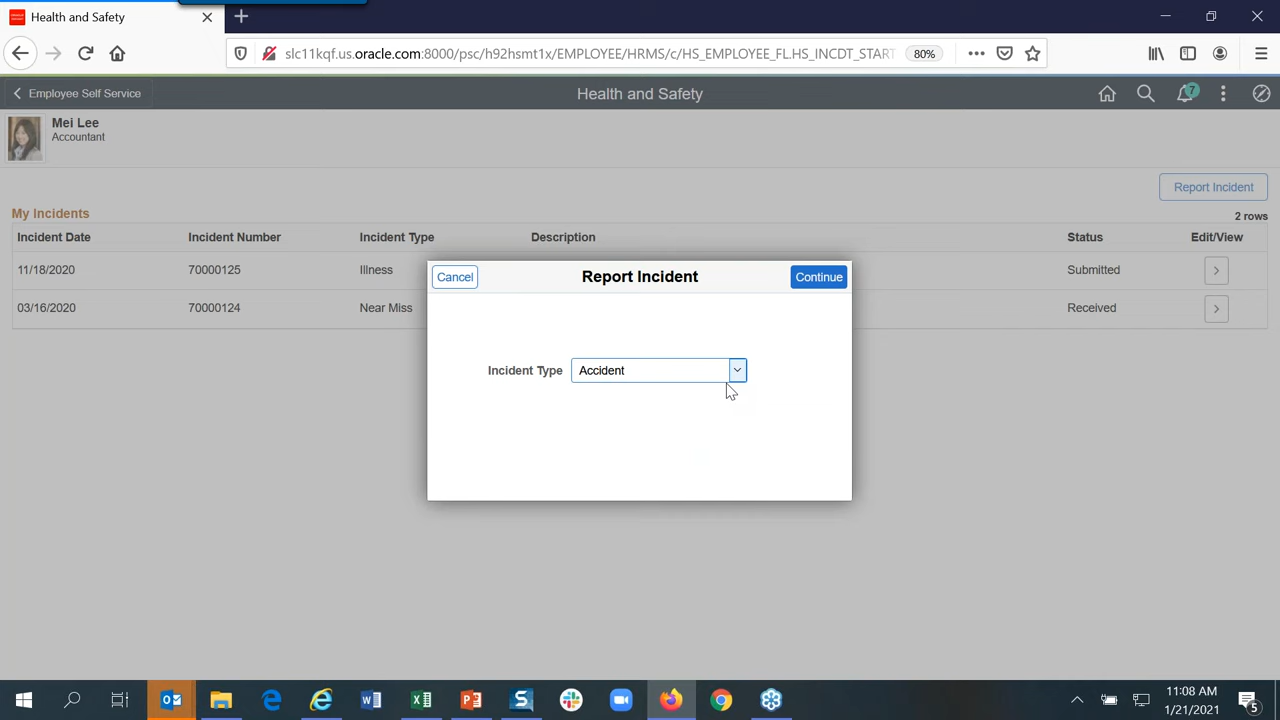 Health and Safety
slc11kqf.us.oracle.com:8000/psc/h92hsmt1x/EMPLOYEE/HRMS/c/HS_EMPLOYEE_FL.HS_INCDT_START
80%
Employee Self Service
Health and Safety
7
Mei Lee
Accountant
Report Incident
My Incidents
2 rows
Incident Date Incident Number Incident Type Description Status Edit/View
11/18/2020 70000125 Illness Submitted
03/16/2020 70000124 Near Miss Received
Cancel Report Incident Continue
Incident Type Accident
11:08 AM
1/21/2021
5